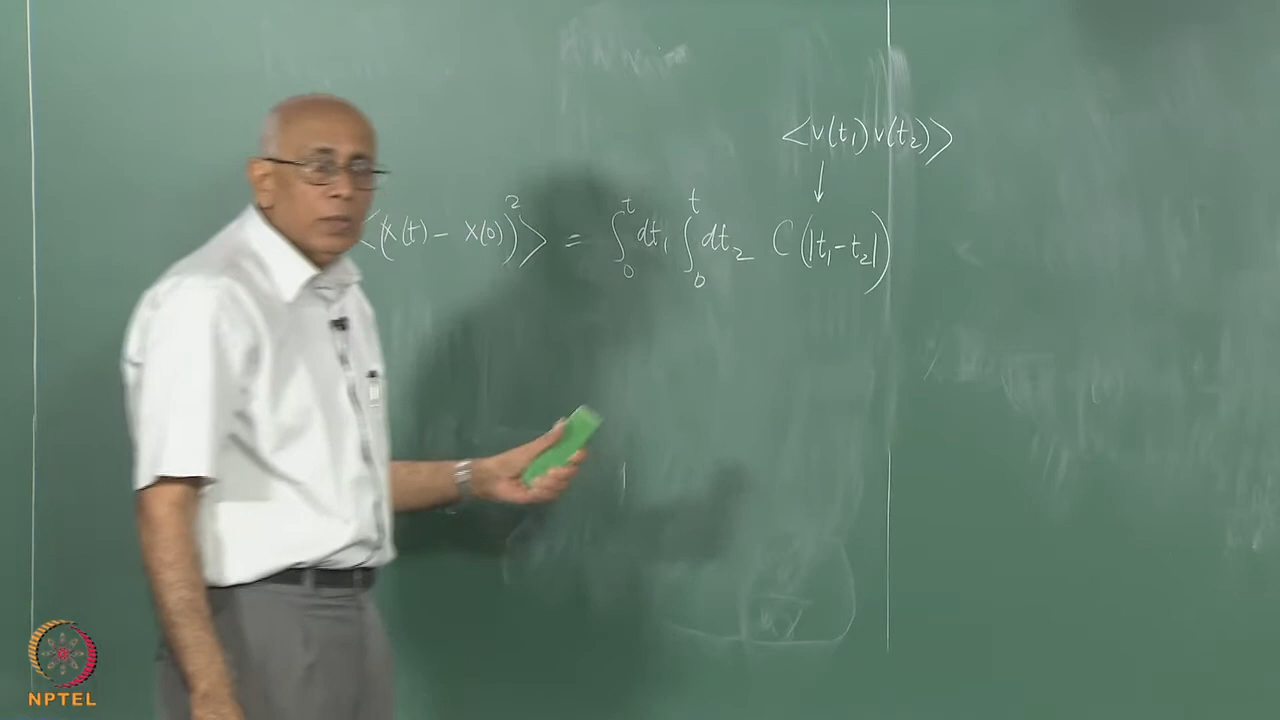 <v(t₁) v(t₂)>
↓
<(x(t) - x(0))²> = ∫₀ᵗ dt₁ ∫₀ᵗ dt₂ C(|t₁-t₂|)
NPTEL